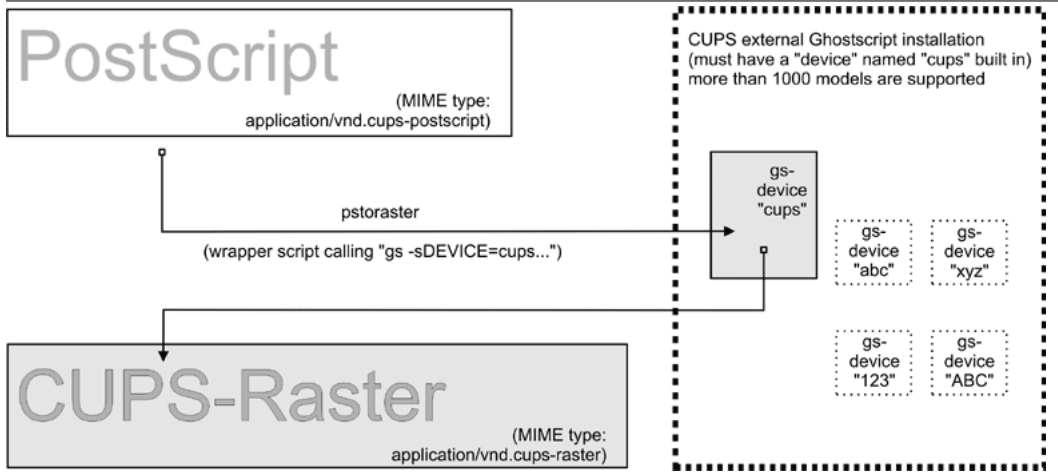 PostScript
(MIME type:
application/vnd.cups-postscript)
CUPS external Ghostscript installation
(must have a "device" named "cups" built in)
more than 1000 models are supported
gs-
device
"cups"
pstoraster
(wrapper script calling "gs -sDEVICE=cups...")
gs-
device
"abc"
gs-
device
"xyz"
gs-
device
"123"
gs-
device
"ABC"
CUPS-Raster
(MIME type:
application/vnd.cups-raster)